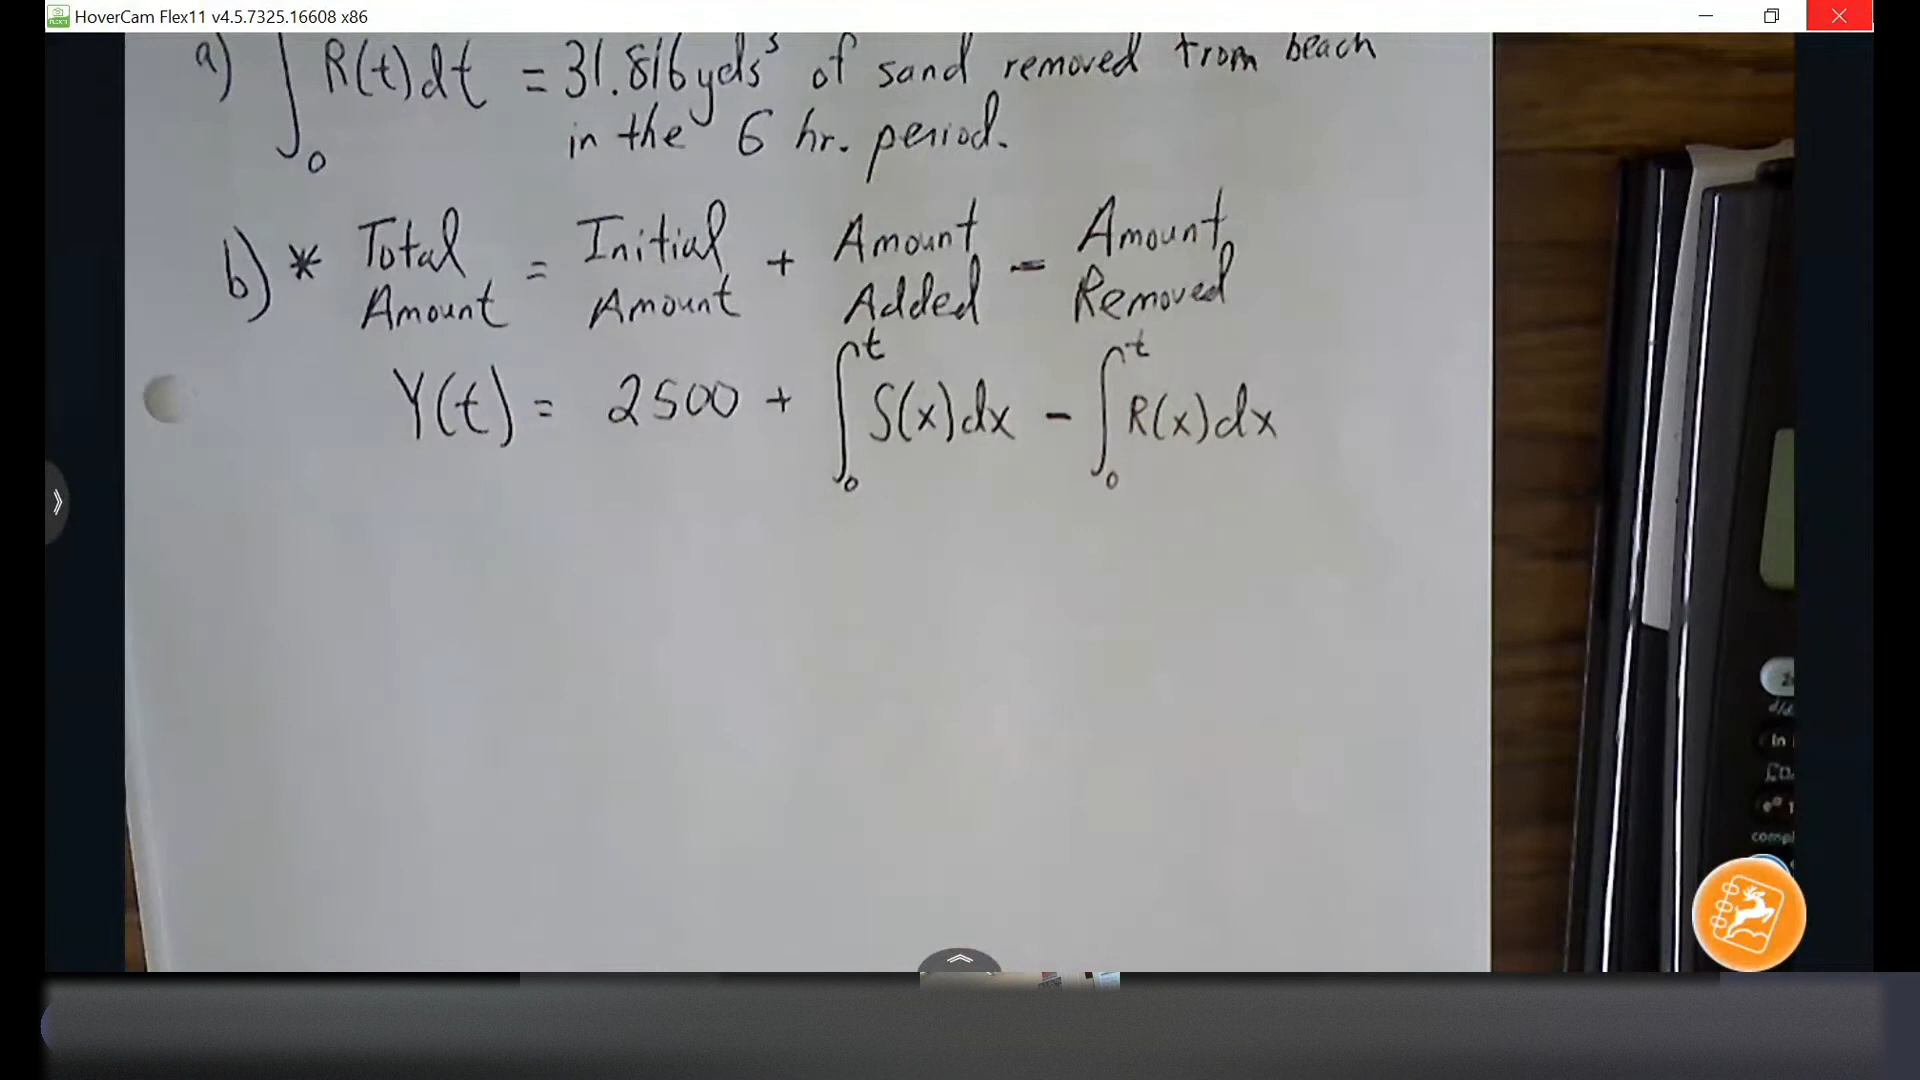 HoverCam Flex11 v4.5.7325.16608 x86
a) ∫₀ R(t)dt = 31.816 yds³ of sand removed from beach
in the 6 hr. period.
b) * Total Amount = Initial Amount + Amount Added - Amount Removed
Y(t) = 2500 + ∫₀ᵗ S(x)dx - ∫₀ᵗ R(x)dx
ln